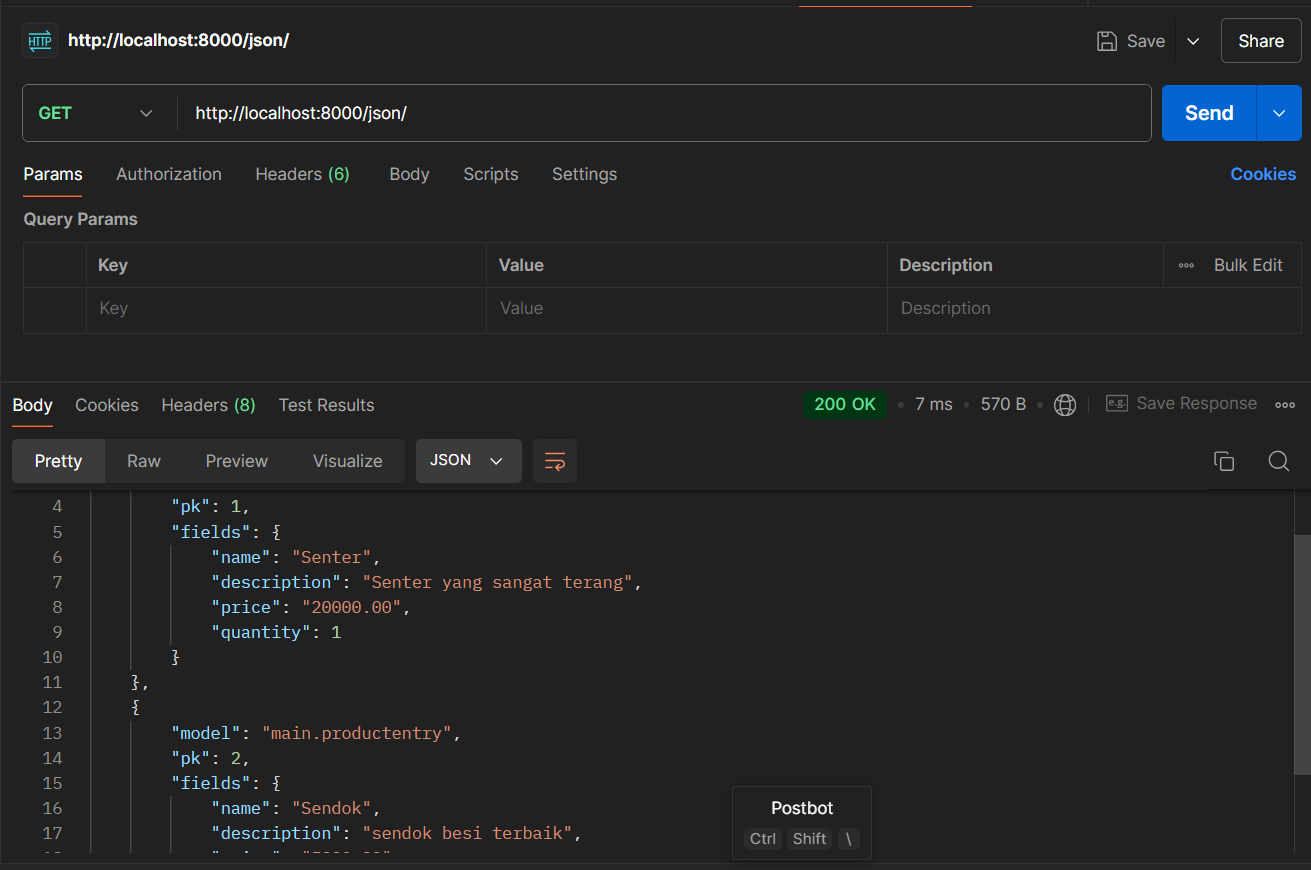 HTTP http://localhost:8000/json/ Save Share
GET http://localhost:8000/json/ Send
Params Authorization Headers (6) Body Scripts Settings Cookies
Query Params
Key Value Description Bulk Edit
Key Value Description
Body Cookies Headers (8) Test Results 200 OK • 7 ms • 570 B • e.g. Save Response
Pretty Raw Preview Visualize JSON
4 "pk": 1,
5 "fields": {
6 "name": "Senter",
7 "description": "Senter yang sangat terang",
8 "price": "20000.00",
9 "quantity": 1
10 }
11 },
12 {
13 "model": "main.productentry",
14 "pk": 2,
15 "fields": {
16 "name": "Sendok",
17 "description": "sendok besi terbaik",
Postbot
Ctrl Shift \